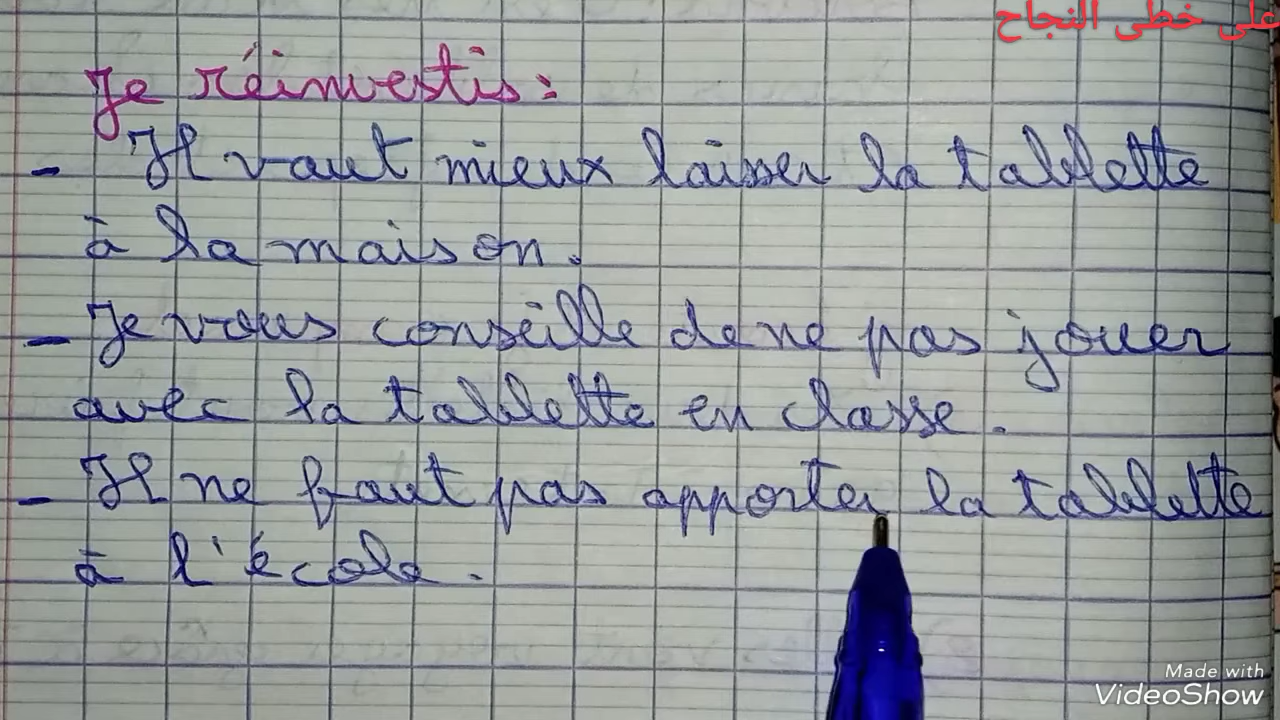 على خطى النجاح
Je réinvestis :
- Il vaut mieux laisser la tablette
à la maison.
- Je vous conseille de ne pas jouer
avec la tablette en classe.
- Il ne faut pas apporter la tablette
à l'école.
Made with
VideoShow